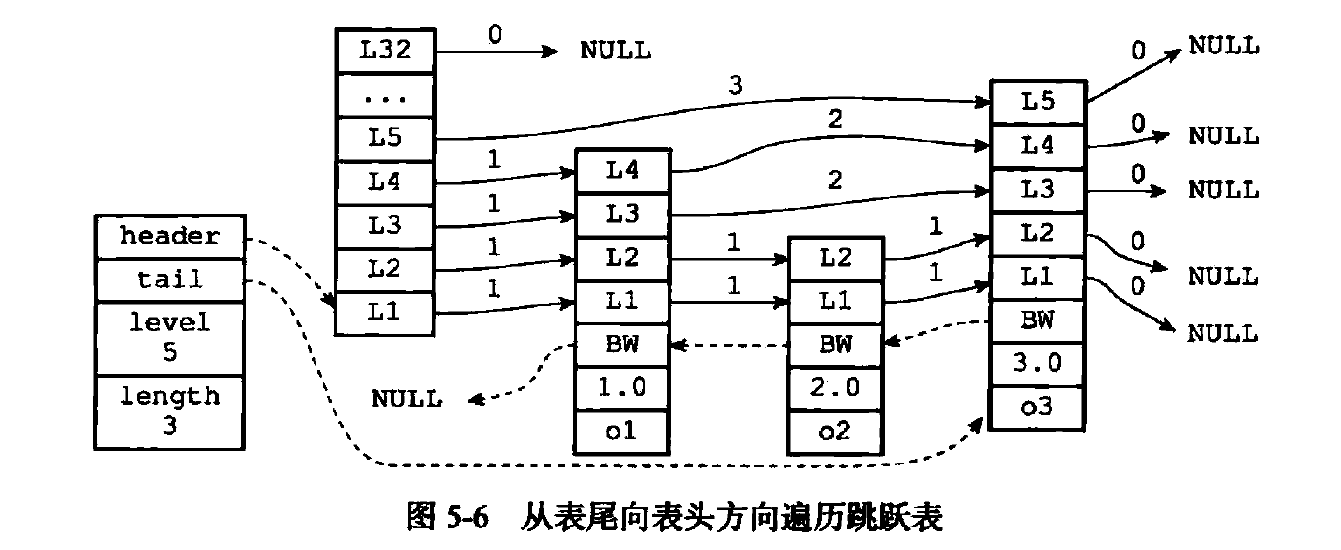 header
tail
level
5
length
3
L32
...
L5
L4
L3
L2
L1
0
NULL
3
1
1
1
1
L4
L3
L2
L1
BW
1.0
o1
NULL
2
2
1
1
L2
L1
BW
2.0
o2
1
1
L5
L4
L3
L2
L1
BW
3.0
o3
0
NULL
0
NULL
0
NULL
0
NULL
0
NULL
图 5-6 从表尾向表头方向遍历跳跃表